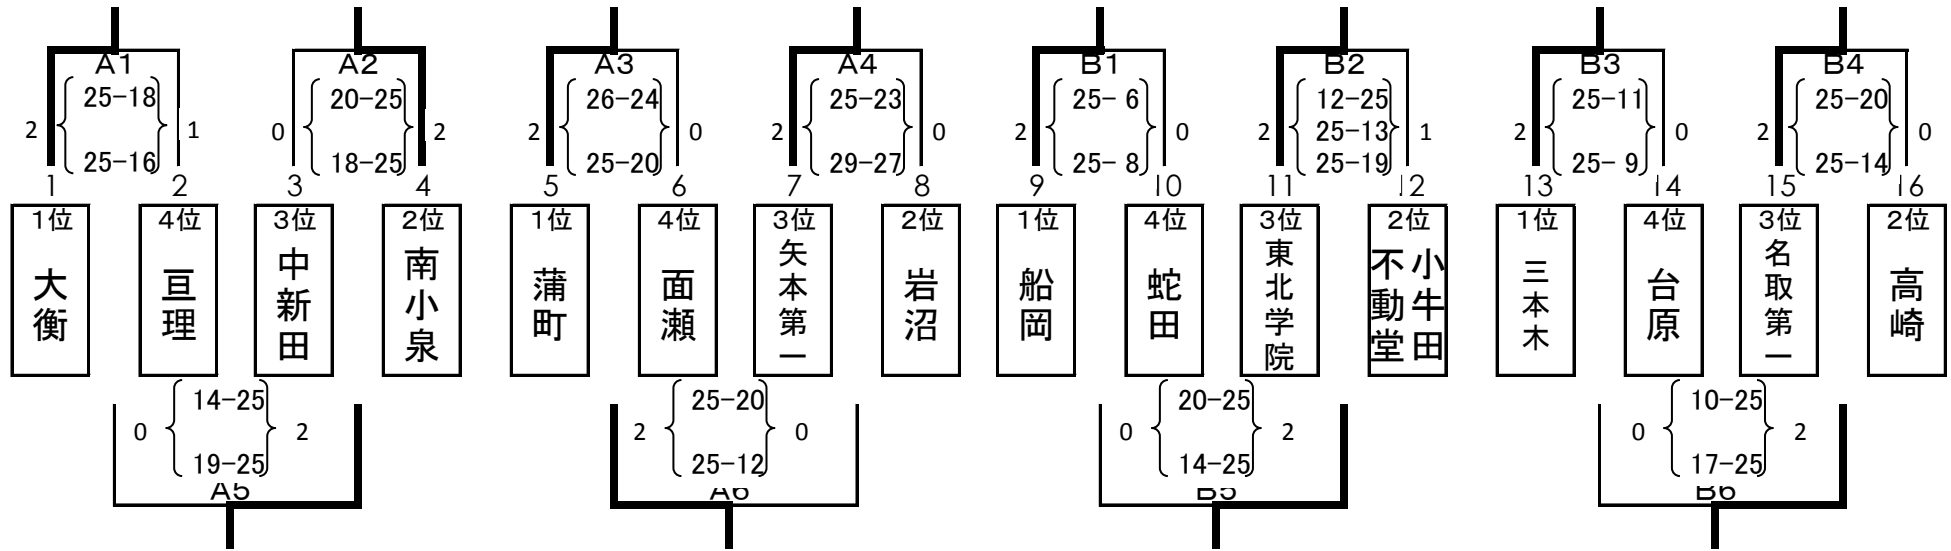 A1 A2 A3 A4 B1 B2 B3 B4
25-18 20-25 26-24 25-23 25- 6 12-25 25-11 25-20
2 1 0 2 2 0 2 0 2 0 2 25-13 1 2 0 2 0
25-16 18-25 25-20 29-27 25- 8 25-19 25- 9 25-14
1 2 3 4 5 6 7 8 9 10 11 12 13 14 15 16
1位 4位 3位 2位 1位 4位 3位 2位 1位 4位 3位 2位 1位 4位 3位 2位
大衡
亘理
中新田
南小泉
蒲町
面瀬
矢本第一
岩沼
船岡
蛇田
東北学院
小牛田
不動堂
三本木
台原
名取第一
高崎
14-25 25-20 20-25 10-25
0 2 2 0 0 2 0 2
19-25 25-12 14-25 17-25
A5 A6 B5 B6